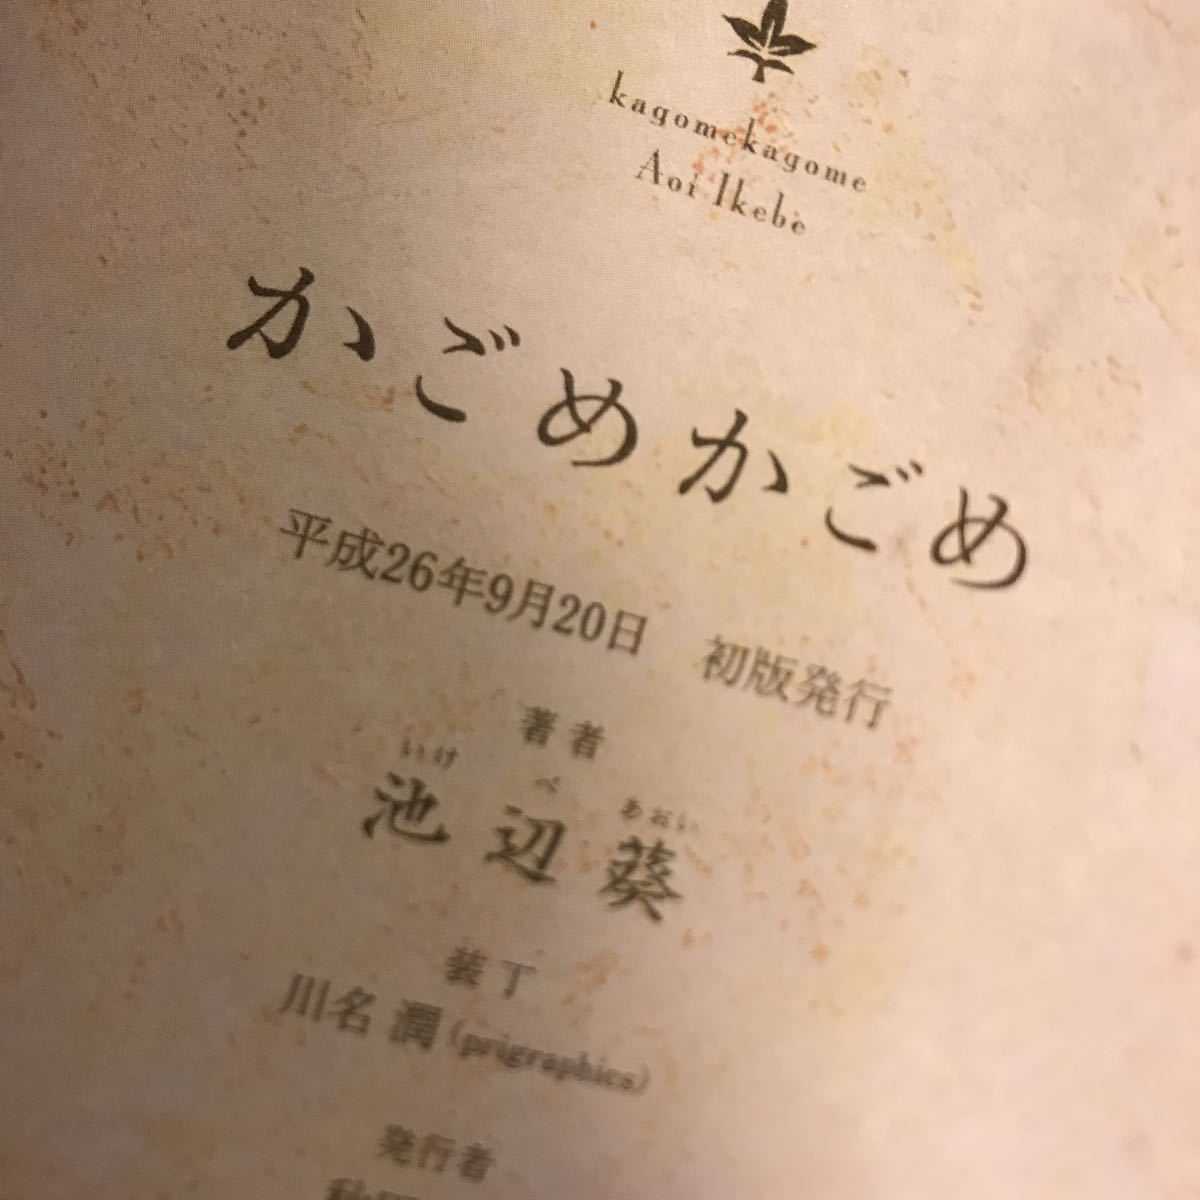 kagomekagome
Aoi Ikebe
かごめかごめ
平成26年9月20日　初版発行
著者
いけ べ あおい
池辺葵
装丁
川名 潤(prigraphics)
発行者